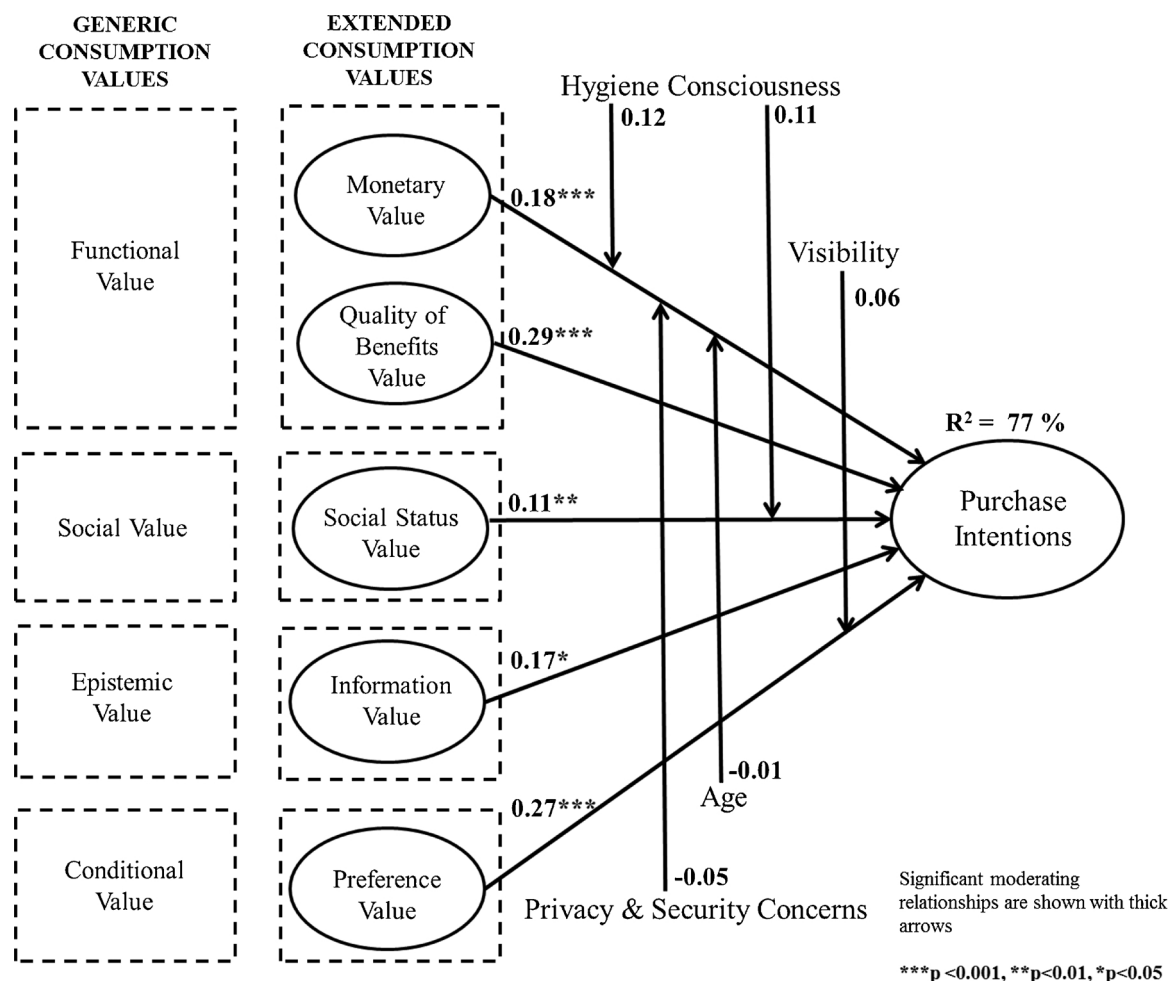 GENERIC
CONSUMPTION
VALUES
EXTENDED
CONSUMPTION
VALUES
Hygiene Consciousness
0.12
0.11
Monetary
Value
0.18***
Functional
Value
Visibility
0.06
Quality of
Benefits
Value
0.29***
R² = 77 %
Purchase
Intentions
Social Value
Social Status
Value
0.11**
Epistemic
Value
Information
Value
0.17*
-0.01
Age
Conditional
Value
Preference
Value
0.27***
-0.05
Privacy & Security Concerns
Significant moderating
relationships are shown with thick
arrows
***p <0.001, **p<0.01, *p<0.05